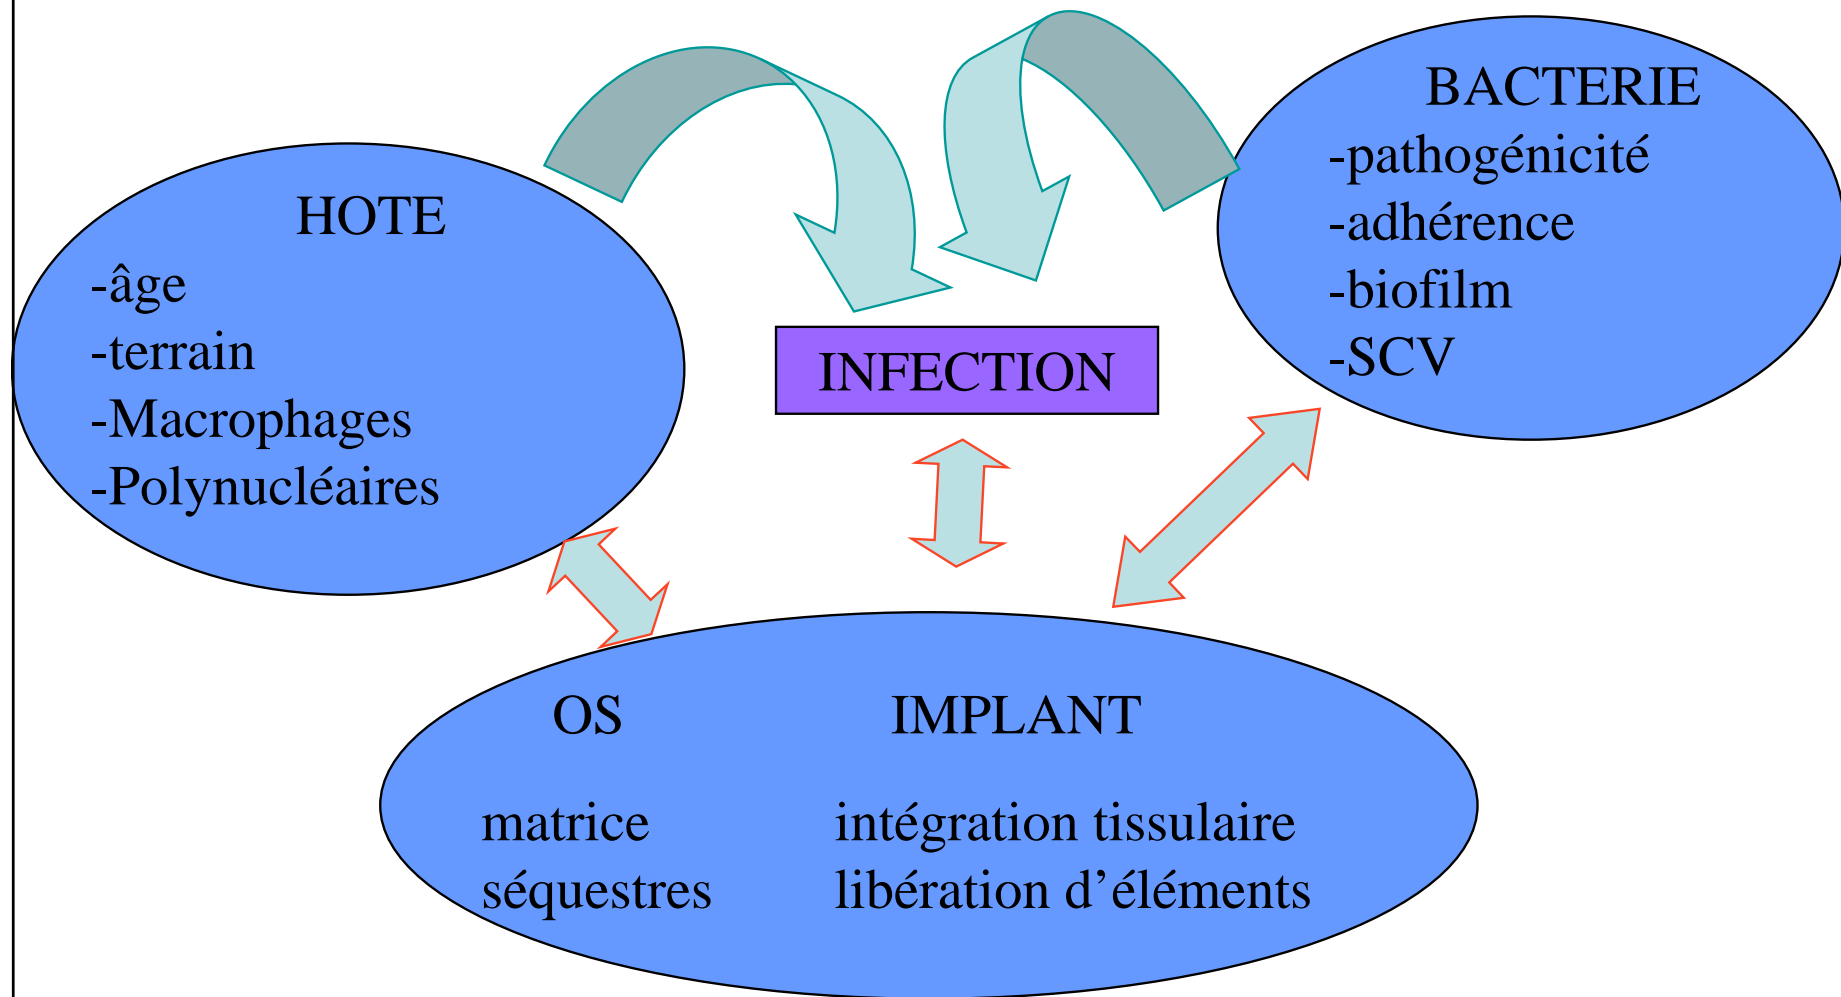 HOTE
-âge
-terrain
-Macrophages
-Polynucléaires
INFECTION
BACTERIE
-pathogénicité
-adhérence
-biofilm
-SCV
OS
matrice
séquestres
IMPLANT
intégration tissulaire
libération d’éléments